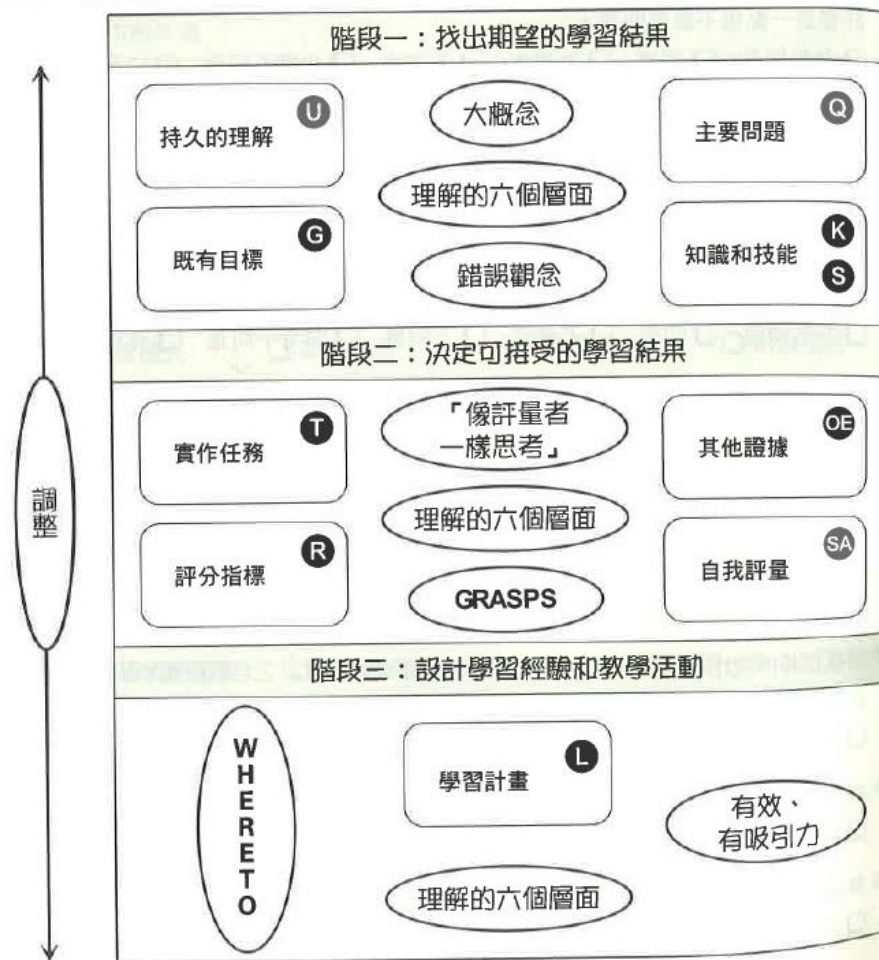 階段一：找出期望的學習結果
持久的理解
U
大概念
主要問題
Q
理解的六個層面
既有目標
G
錯誤觀念
知識和技能
K
S
階段二：決定可接受的學習結果
實作任務
T
「像評量者
一樣思考」
其他證據
OE
理解的六個層面
評分指標
R
GRASPS
自我評量
SA
調整
階段三：設計學習經驗和教學活動
WHERETO
學習計畫
L
有效、
有吸引力
理解的六個層面